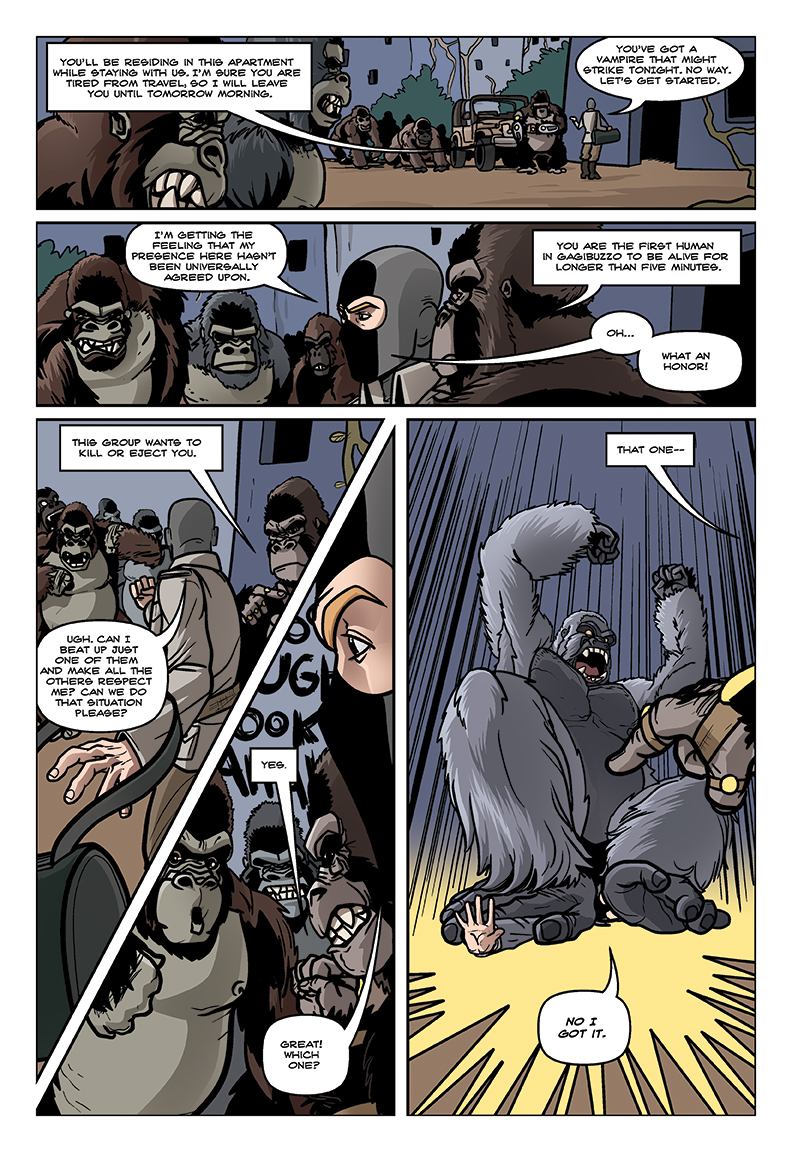 YOU'LL BE RESIDING IN THIS APARTMENT
WHILE STAYING WITH US. I'M SURE YOU ARE
TIRED FROM TRAVEL, SO I WILL LEAVE
YOU UNTIL TOMORROW MORNING.
YOU'VE GOT A
VAMPIRE THAT MIGHT
STRIKE TONIGHT. NO WAY.
LET'S GET STARTED.
I'M GETTING THE
FEELING THAT MY
PRESENCE HERE HASN'T
BEEN UNIVERSALLY
AGREED UPON.
YOU ARE THE FIRST HUMAN
IN GAGIBUZZO TO BE ALIVE FOR
LONGER THAN FIVE MINUTES.
OH...
WHAT AN
HONOR!
THIS GROUP WANTS TO
KILL OR EJECT YOU.
UGH. CAN I
BEAT UP JUST
ONE OF THEM
AND MAKE ALL THE
OTHERS RESPECT
ME? CAN WE DO
THAT SITUATION
PLEASE?
YES.
GREAT!
WHICH
ONE?
THAT ONE--
NO I
GOT IT.